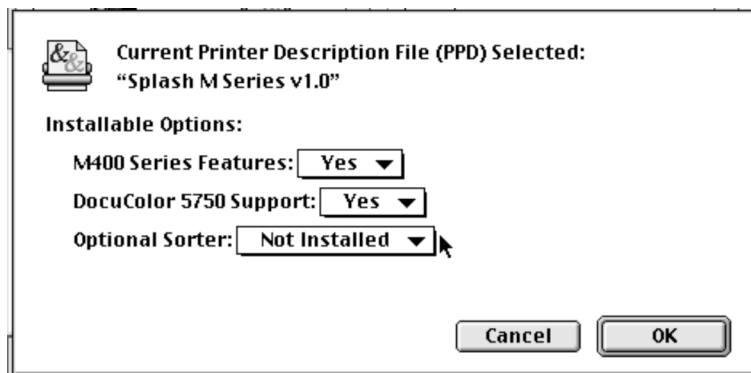 Current Printer Description File (PPD) Selected:
“Splash M Series v1.0”
Installable Options:
M400 Series Features: Yes
DocuColor 5750 Support: Yes
Optional Sorter: Not Installed
Cancel OK